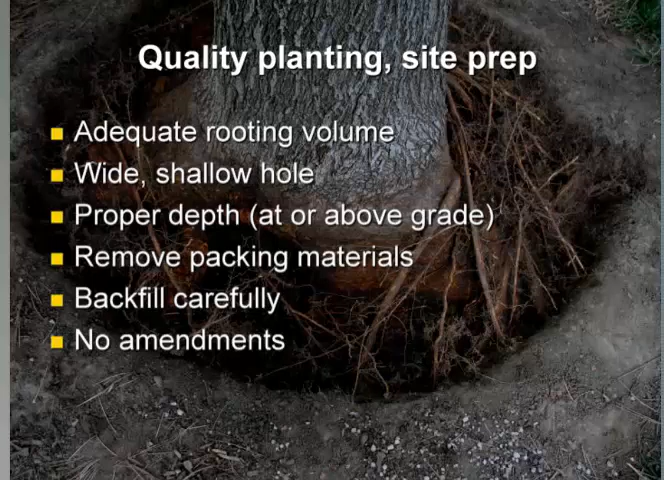 Quality planting, site prep
Adequate rooting volume
Wide, shallow hole
Proper depth (at or above grade)
Remove packing materials
Backfill carefully
No amendments